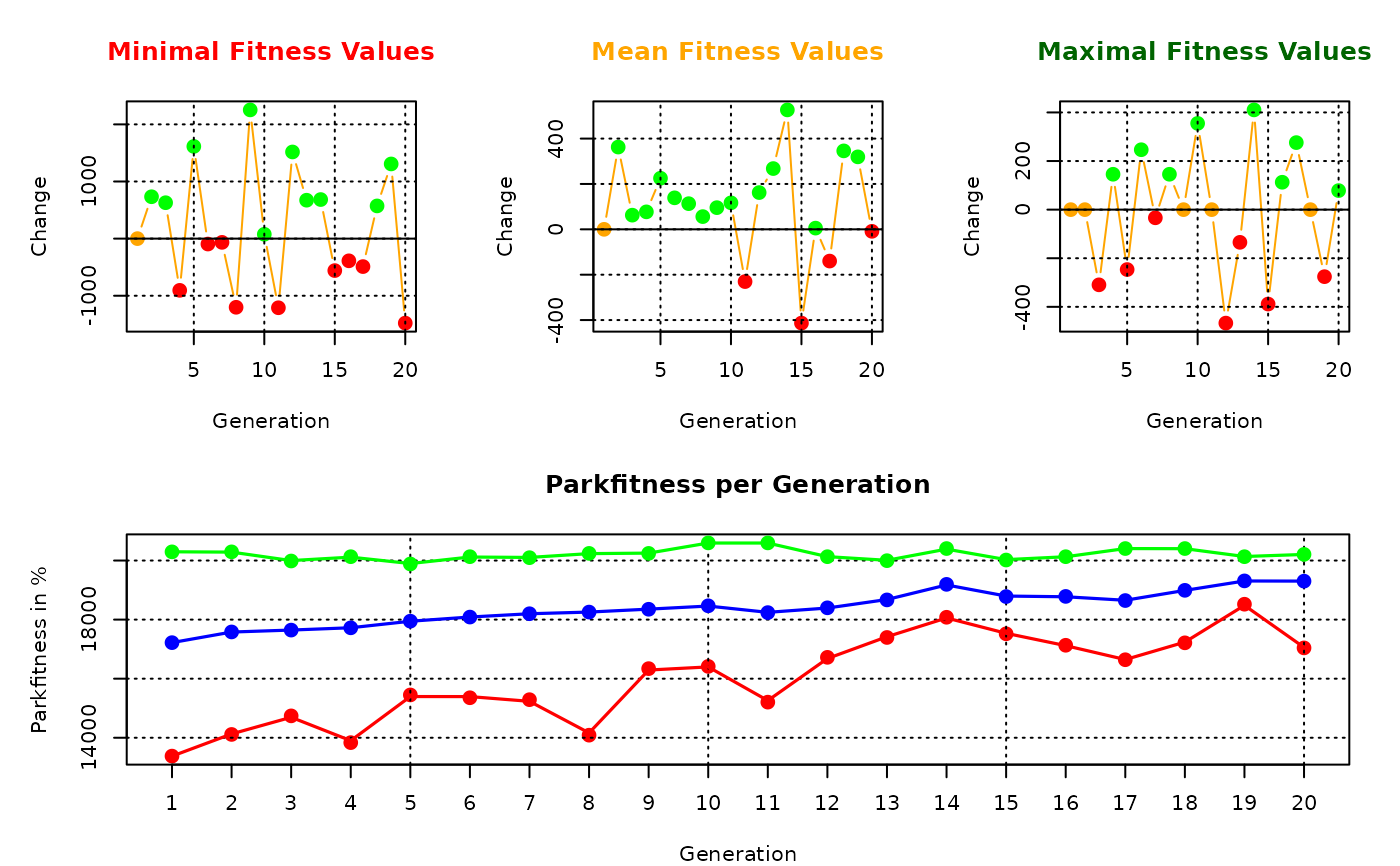 Minimal Fitness Values
Change
-1000
1000
5 10 15 20
Generation
Mean Fitness Values
Change
-400
0
400
5 10 15 20
Generation
Maximal Fitness Values
Change
-400
0
200
5 10 15 20
Generation
Parkfitness per Generation
Parkfitness in %
14000
18000
1 2 3 4 5 6 7 8 9 10 11 12 13 14 15 16 17 18 19 20
Generation